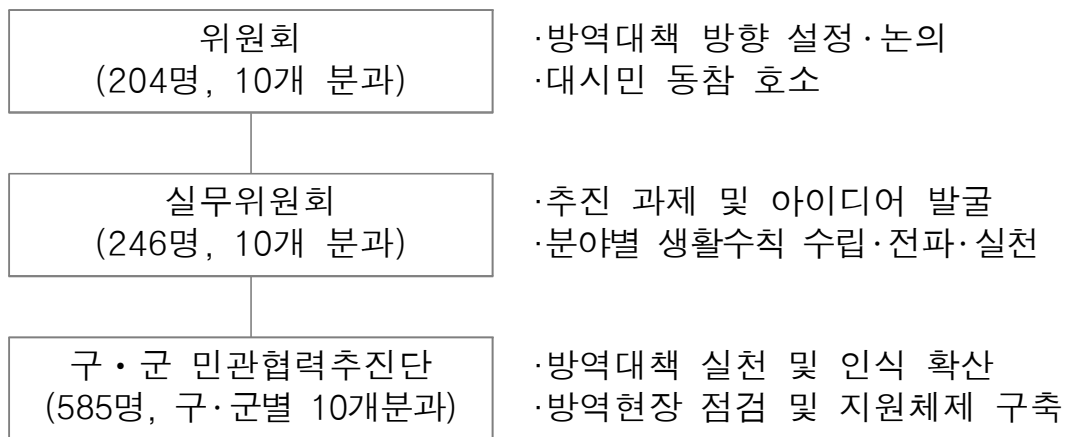 위원회
(204명, 10개 분과)
·방역대책 방향 설정·논의
·대시민 동참 호소
실무위원회
(246명, 10개 분과)
·추진 과제 및 아이디어 발굴
·분야별 생활수칙 수립·전파·실천
구·군 민관협력추진단
(585명, 구·군별 10개분과)
·방역대책 실천 및 인식 확산
·방역현장 점검 및 지원체제 구축